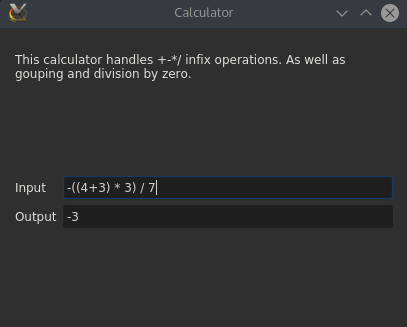 Calculator
This calculator handles +-*/ infix operations. As well as
gouping and division by zero.
Input -((4+3) * 3) / 7
Output -3